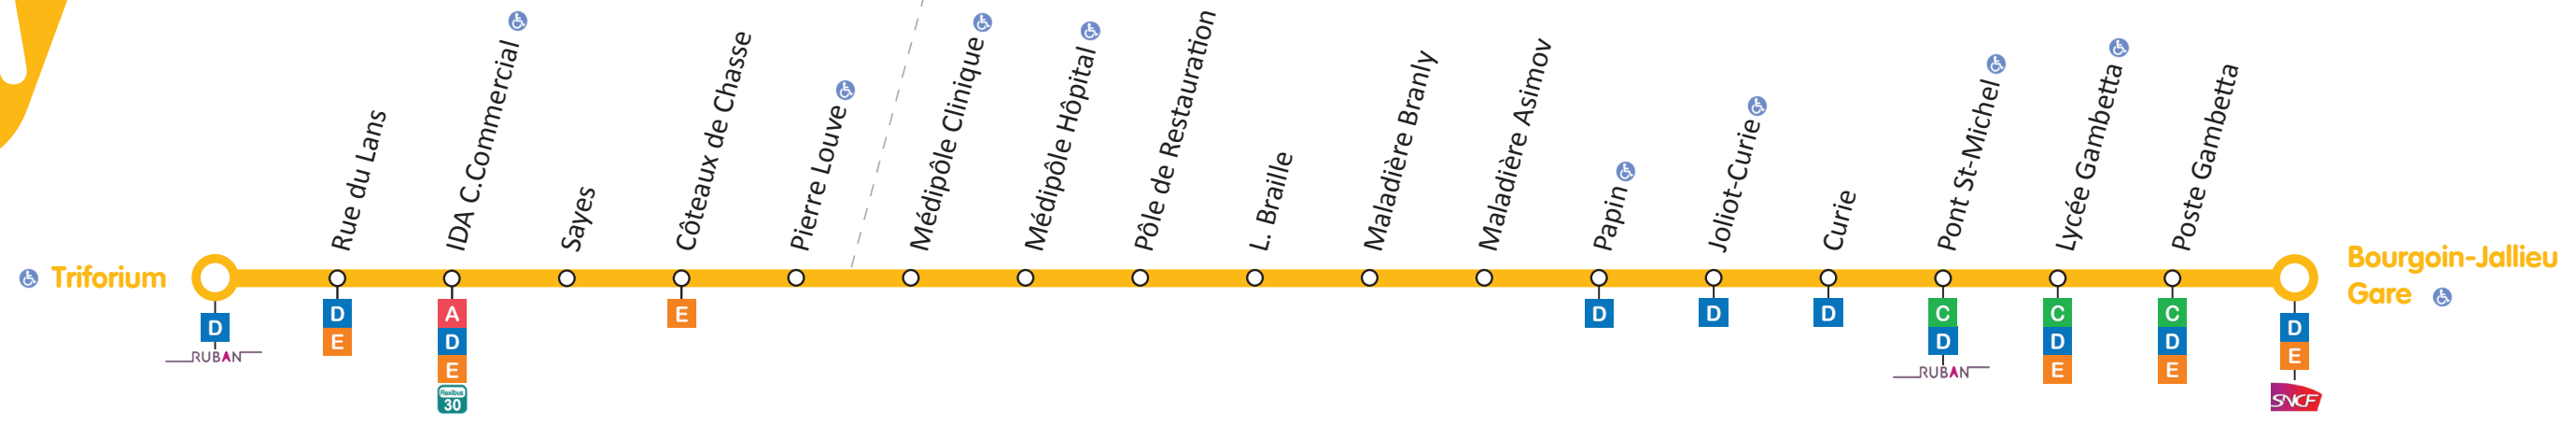 Triforium
D
RUBAN
Rue du Lans
D
E
IDA C.Commercial
A
D
E
flexibus
30
Sayes
Côteaux de Chasse
E
Pierre Louve
Médipôle Clinique
Médipôle Hôpital
Pôle de Restauration
L. Braille
Maladière Branly
Maladière Asimov
Papin
D
Joliot-Curie
D
Curie
D
Pont St-Michel
C
D
RUBAN
Lycée Gambetta
C
D
E
Poste Gambetta
C
D
E
Bourgoin-Jallieu
Gare
D
E
SNCF